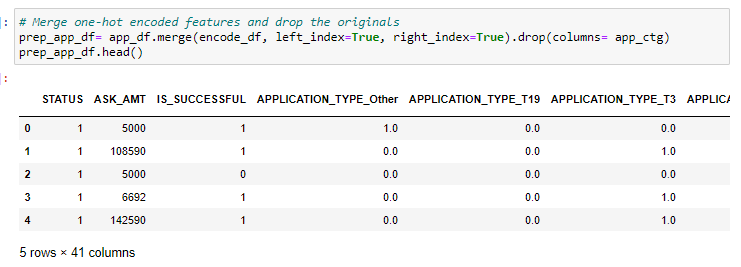 ]: # Merge one-hot encoded features and drop the originals
prep_app_df= app_df.merge(encode_df, left_index=True, right_index=True).drop(columns= app_ctg)
prep_app_df.head()
]:
STATUS ASK_AMT IS_SUCCESSFUL APPLICATION_TYPE_Other APPLICATION_TYPE_T19 APPLICATION_TYPE_T3 APPLICA
0 1 5000 1 1.0 0.0 0.0
1 1 108590 1 0.0 0.0 1.0
2 1 5000 0 0.0 0.0 0.0
3 1 6692 1 0.0 0.0 1.0
4 1 142590 1 0.0 0.0 1.0
5 rows × 41 columns